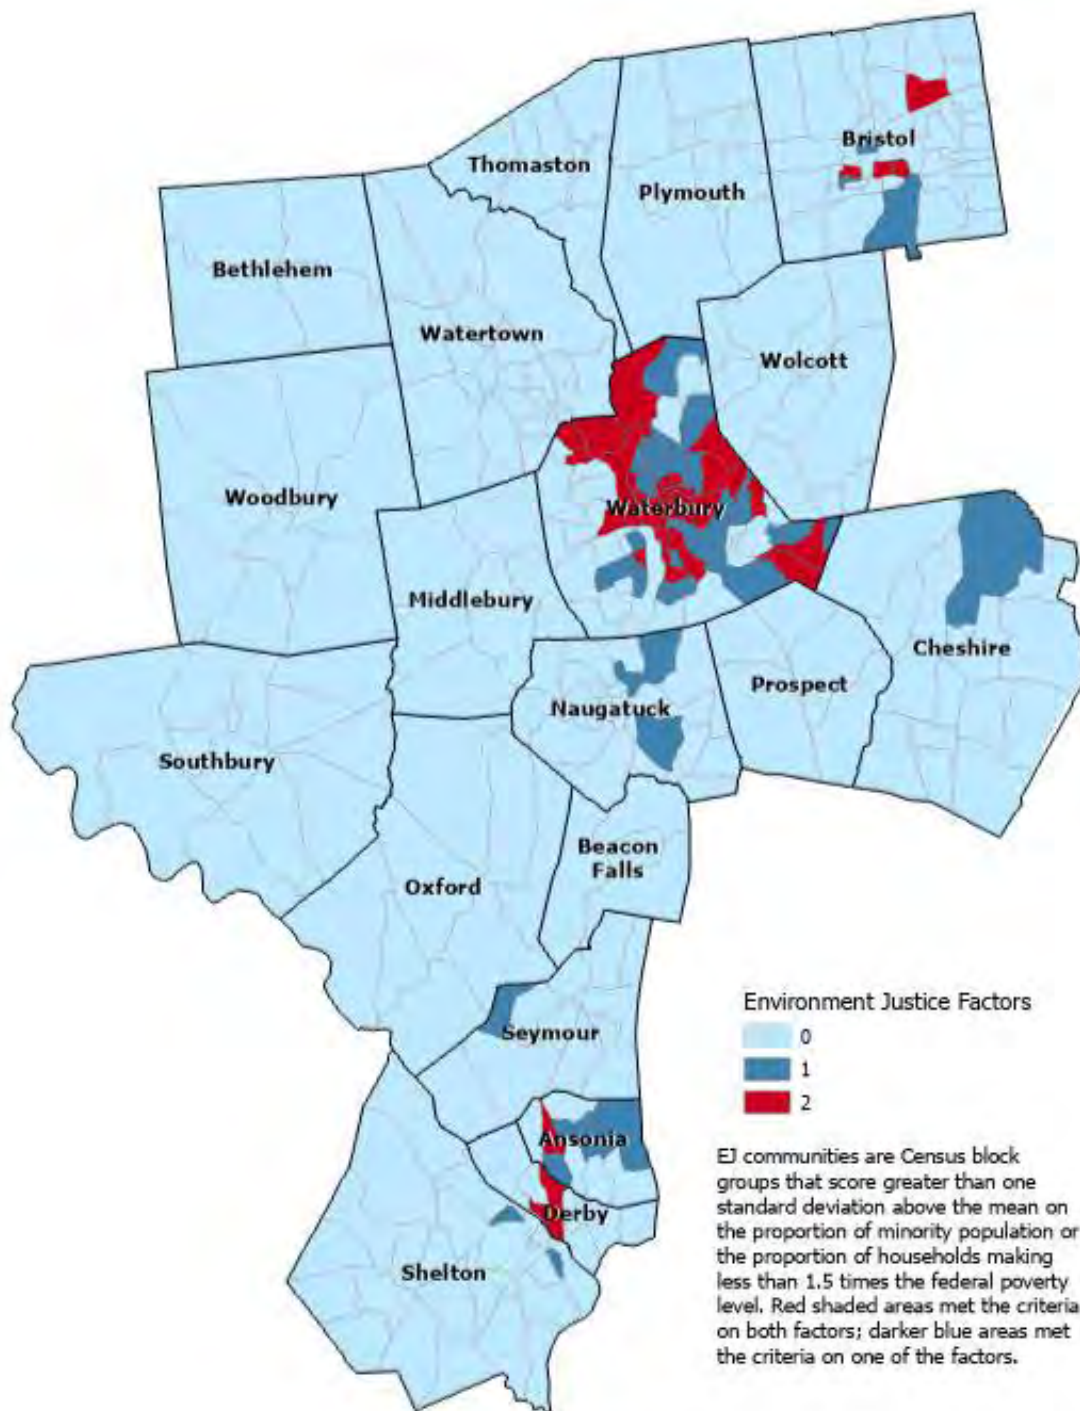 Thomaston
Bristol
Plymouth
Bethlehem
Watertown
Wolcott
Woodbury
Waterbury
Middlebury
Cheshire
Prospect
Naugatuck
Southbury
Beacon
Falls
Oxford
Seymour
Ansonia
Derby
Shelton
Environment Justice Factors
0
1
2
EJ communities are Census block
groups that score greater than one
standard deviation above the mean on
the proportion of minority population or
the proportion of households making
less than 1.5 times the federal poverty
level. Red shaded areas met the criteria
on both factors; darker blue areas met
the criteria on one of the factors.